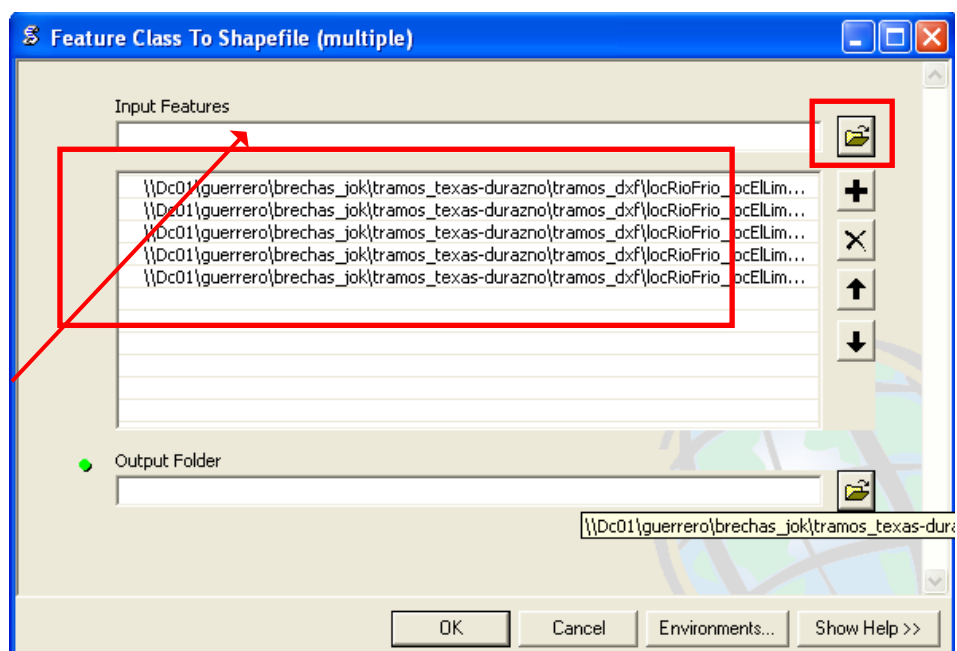 Feature Class To Shapefile (multiple)
Input Features
\\Dc01\guerrero\brechas_jok\tramos_texas-durazno\tramos_dxf\locRioFrio_locElLim...
\\Dc01\guerrero\brechas_jok\tramos_texas-durazno\tramos_dxf\locRioFrio_locElLim...
\\Dc01\guerrero\brechas_jok\tramos_texas-durazno\tramos_dxf\locRioFrio_locElLim...
\\Dc01\guerrero\brechas_jok\tramos_texas-durazno\tramos_dxf\locRioFrio_locElLim...
\\Dc01\guerrero\brechas_jok\tramos_texas-durazno\tramos_dxf\locRioFrio_locElLim...
Output Folder
\\Dc01\guerrero\brechas_jok\tramos_texas-dura
OK Cancel Environments... Show Help >>